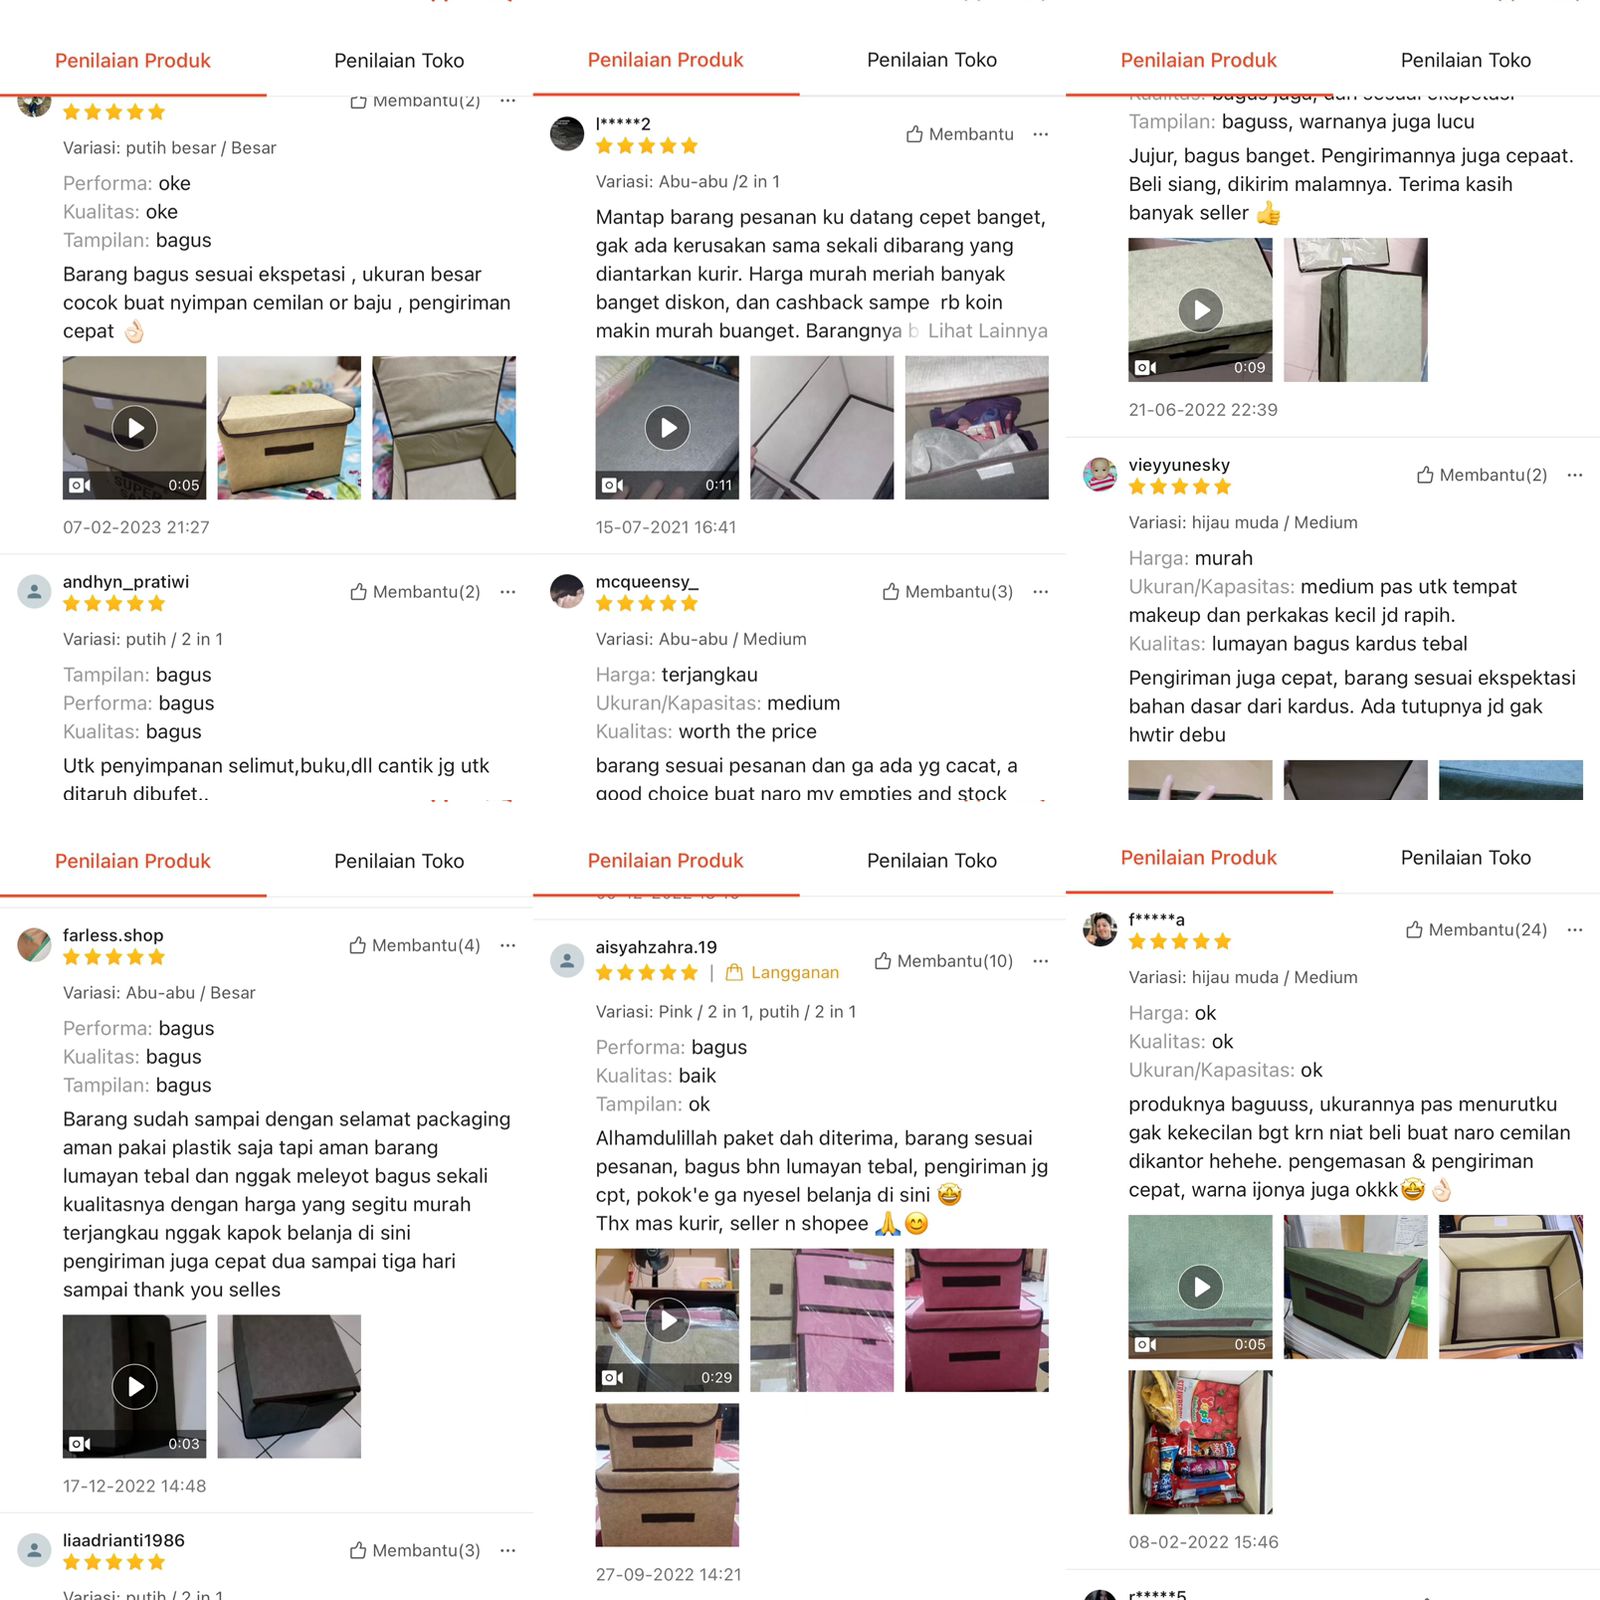 Penilaian Produk
Penilaian Toko
Membantu(2)
Variasi: putih besar / Besar
Performa: oke
Kualitas: oke
Tampilan: bagus
Barang bagus sesuai ekspetasi , ukuran besar
cocok buat nyimpan cemilan or baju , pengiriman
cepat 👌🏻
0:05
07-02-2023 21:27
andhyn_pratiwi
Membantu(2)
Variasi: putih / 2 in 1
Tampilan: bagus
Performa: bagus
Kualitas: bagus
Utk penyimpanan selimut,buku,dll cantik jg utk
ditaruh dibufet..
Penilaian Produk
Penilaian Toko
l*****2
Membantu
Variasi: Abu-abu /2 in 1
Mantap barang pesanan ku datang cepet banget,
gak ada kerusakan sama sekali dibarang yang
diantarkan kurir. Harga murah meriah banyak
banget diskon, dan cashback sampe  rb koin
makin murah buanget. Barangnya b Lihat Lainnya
0:11
15-07-2021 16:41
mcqueensy_
Membantu(3)
Variasi: Abu-abu / Medium
Harga: terjangkau
Ukuran/Kapasitas: medium
Kualitas: worth the price
barang sesuai pesanan dan ga ada yg cacat, a
good choice buat naro my empties and stock
Penilaian Produk
Penilaian Toko
Kualitas: bagus juga, dan sesuai ekspetasi
Tampilan: baguss, warnanya juga lucu
Jujur, bagus banget. Pengirimannya juga cepaat.
Beli siang, dikirim malamnya. Terima kasih
banyak seller 👍
0:09
21-06-2022 22:39
vieyyunesky
Membantu(2)
Variasi: hijau muda / Medium
Harga: murah
Ukuran/Kapasitas: medium pas utk tempat
makeup dan perkakas kecil jd rapih.
Kualitas: lumayan bagus kardus tebal
Pengiriman juga cepat, barang sesuai ekspektasi
bahan dasar dari kardus. Ada tutupnya jd gak
hwtir debu
Penilaian Produk
Penilaian Toko
farless.shop
Membantu(4)
Variasi: Abu-abu / Besar
Performa: bagus
Kualitas: bagus
Tampilan: bagus
Barang sudah sampai dengan selamat packaging
aman pakai plastik saja tapi aman barang
lumayan tebal dan nggak meleyot bagus sekali
kualitasnya dengan harga yang segitu murah
terjangkau nggak kapok belanja di sini
pengiriman juga cepat dua sampai tiga hari
sampai thank you selles
0:03
17-12-2022 14:48
liaadrianti1986
Membantu(3)
Variasi: putih / 2 in 1
Penilaian Produk
Penilaian Toko
aisyahzahra.19
| Langganan
Membantu(10)
Variasi: Pink / 2 in 1, putih / 2 in 1
Performa: bagus
Kualitas: baik
Tampilan: ok
Alhamdulillah paket dah diterima, barang sesuai
pesanan, bagus bhn lumayan tebal, pengiriman jg
cpt, pokok'e ga nyesel belanja di sini 🤩
Thx mas kurir, seller n shopee 🙏😊
0:29
27-09-2022 14:21
Penilaian Produk
Penilaian Toko
f*****a
Membantu(24)
Variasi: hijau muda / Medium
Harga: ok
Kualitas: ok
Ukuran/Kapasitas: ok
produknya baguuss, ukurannya pas menurutku
gak kekecilan bgt krn niat beli buat naro cemilan
dikantor hehehe. pengemasan & pengiriman
cepat, warna ijonya juga okkk🤩👌🏻
0:05
08-02-2022 15:46
r*****5